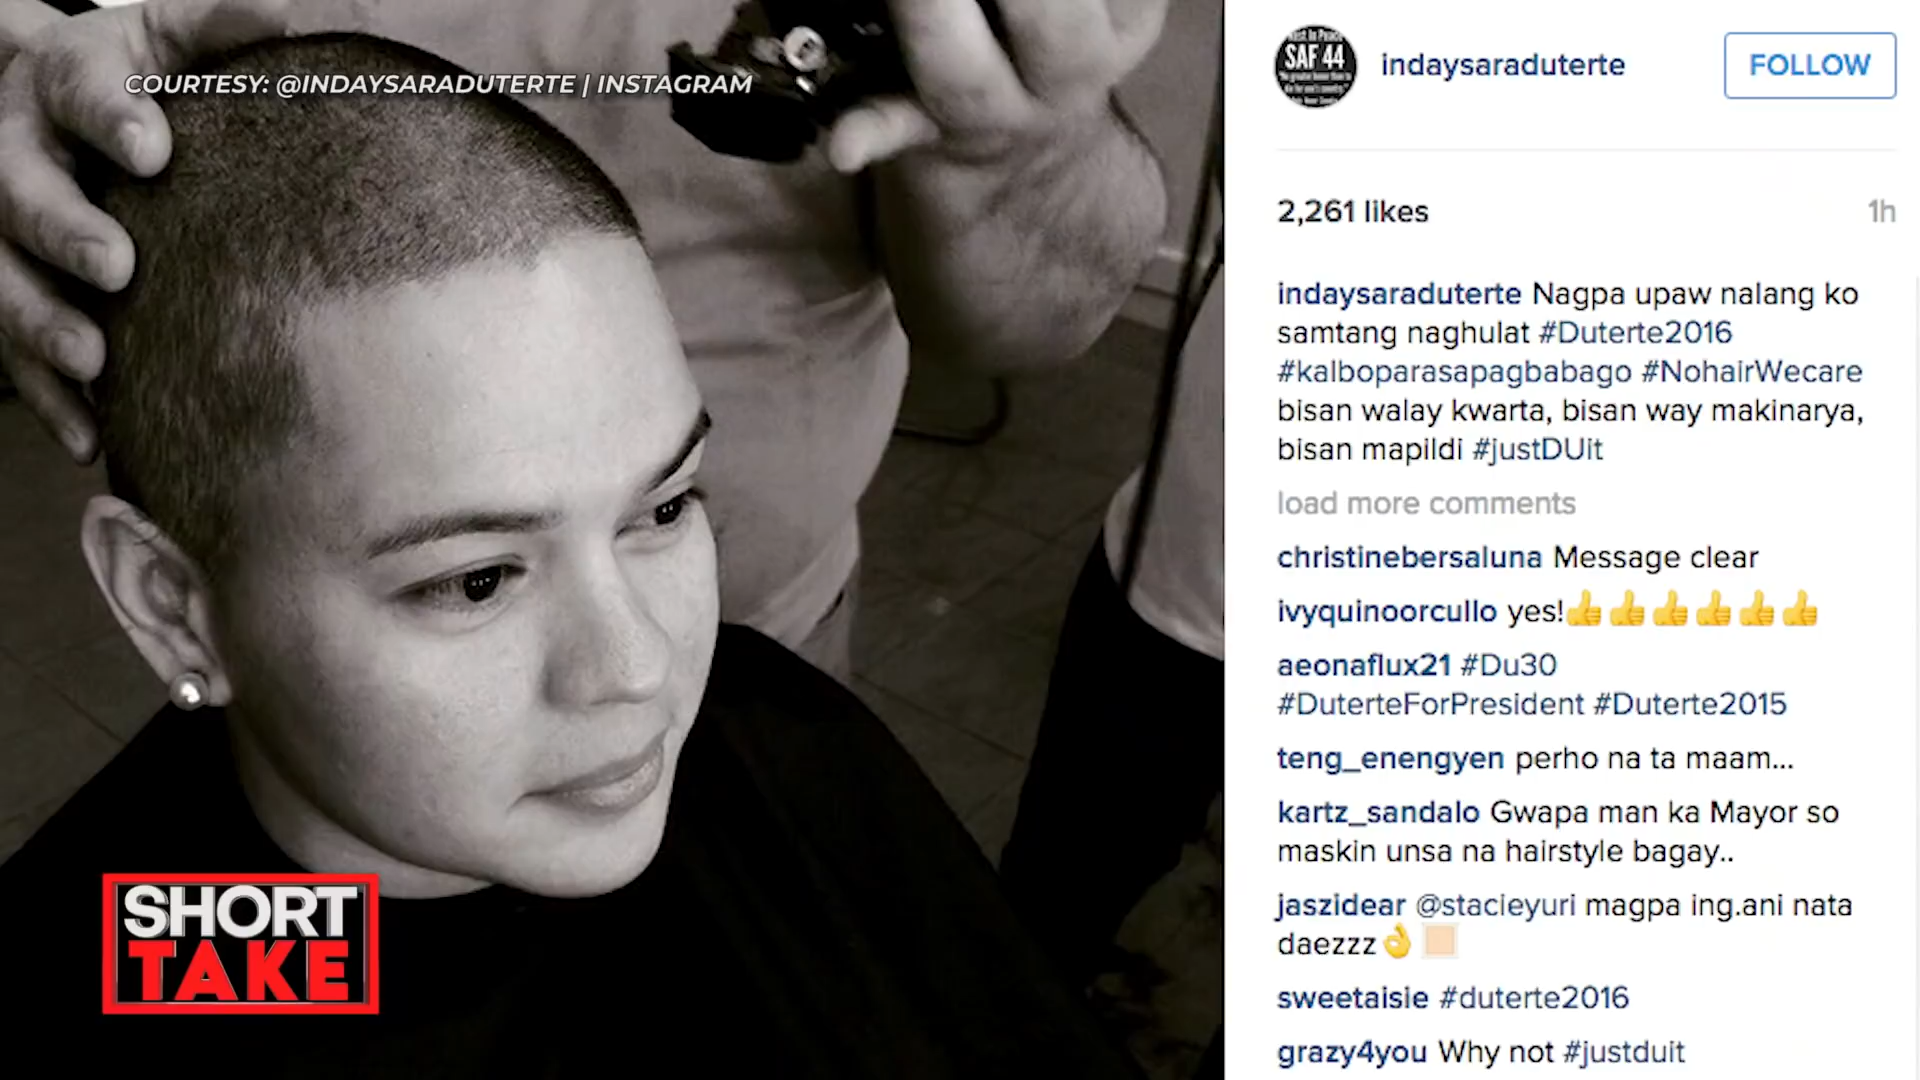 COURTESY: @INDAYSARADUTERTE | INSTAGRAM
SHORT
TAKE
Rest In Peace
SAF 44
indaysaraduterte
FOLLOW
2,261 likes
1h
indaysaraduterte Nagpa upaw nalang ko
samtang naghulat #Duterte2016
#kalboparasapagbabago #NohairWecare
bisan walay kwarta, bisan way makinarya,
bisan mapildi #justDUit
load more comments
christinebersaluna Message clear
ivyquinoorcullo yes!👍👍👍👍👍👍
aeonaflux21 #Du30
#DuterteForPresident #Duterte2015
teng_enengyen perho na ta maam...
kartz_sandalo Gwapa man ka Mayor so
maskin unsa na hairstyle bagay..
jaszidear @stacieyuri magpa ing.ani nata
daezzz👌🏼
sweetaisie #duterte2016
grazy4you Why not #justduit